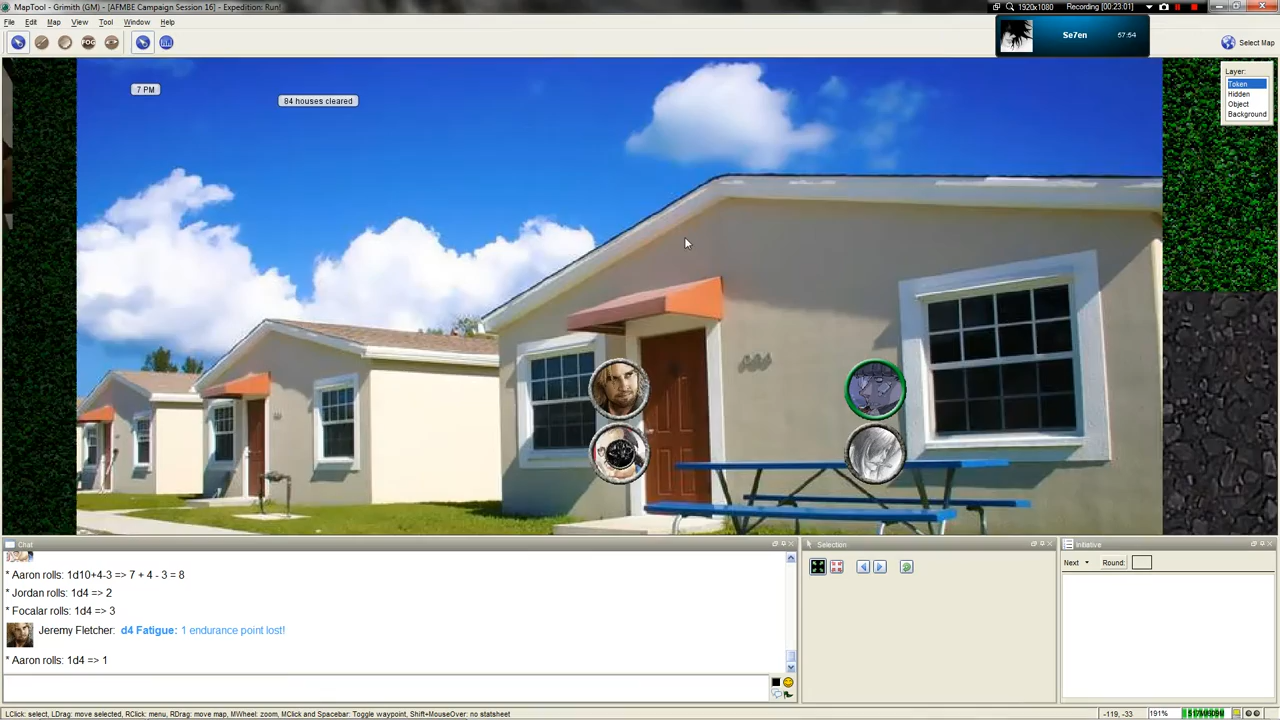 MapTool - Grimith (GM) - [AFMBE Campaign Session 16] - Expedition: Run!
1920x1080
Recording [00:23:01]
File Edit Map View Tool Window Help
FOG
Se7en
57:54
Select Map
7 PM
84 houses cleared
Layer:
Token
Hidden
Object
Background
Chat
* Aaron rolls: 1d10+4-3 => 7 + 4 - 3 = 8
* Jordan rolls: 1d4 => 2
* Focalar rolls: 1d4 => 3
Jeremy Fletcher: d4 Fatigue: 1 endurance point lost!
* Aaron rolls: 1d4 => 1
Selection
Initiative
Next
Round:
LClick: select, LDrag: move selected, RClick: menu, RDrag: move map, MWheel: zoom, MClick and Spacebar: Toggle waypoint, Shift+MouseOver: no statsheet
-119, -33
191%